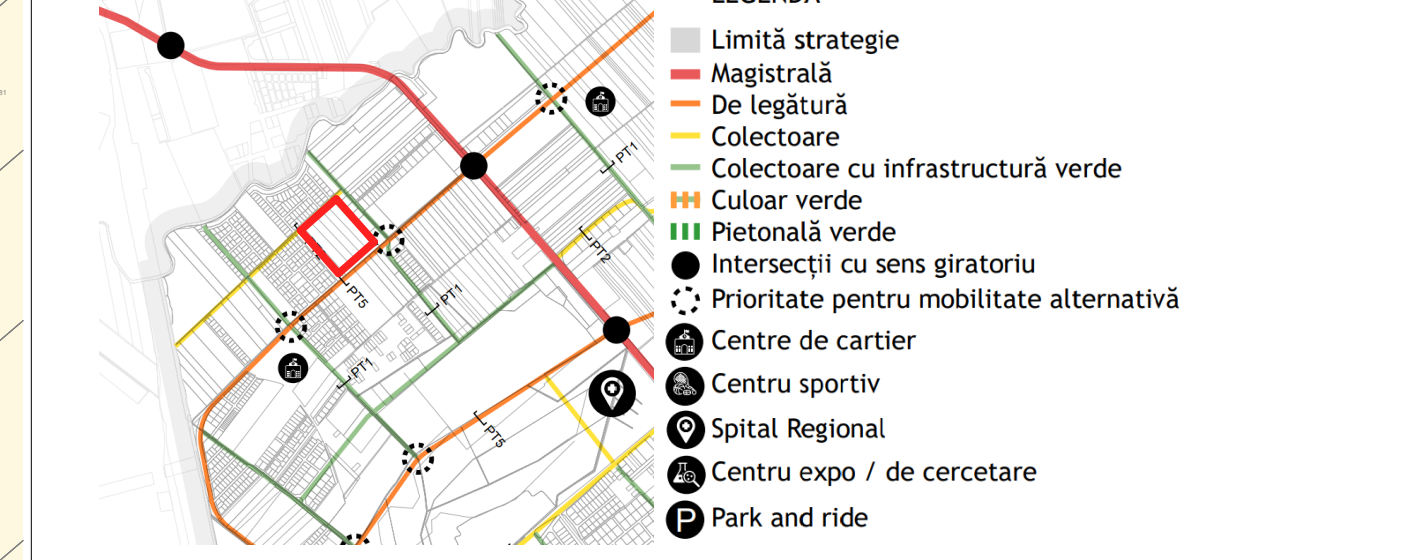 LEGENDA
Limită strategie
Magistrală
De legătură
Colectoare
Colectoare cu infrastructură verde
Culoar verde
Pietonală verde
Intersecții cu sens giratoriu
Prioritate pentru mobilitate alternativă
Centre de cartier
Centru sportiv
Spital Regional
Centru expo / de cercetare
P Park and ride
PT1
PT2
PT5
PT1
PT1
PT5